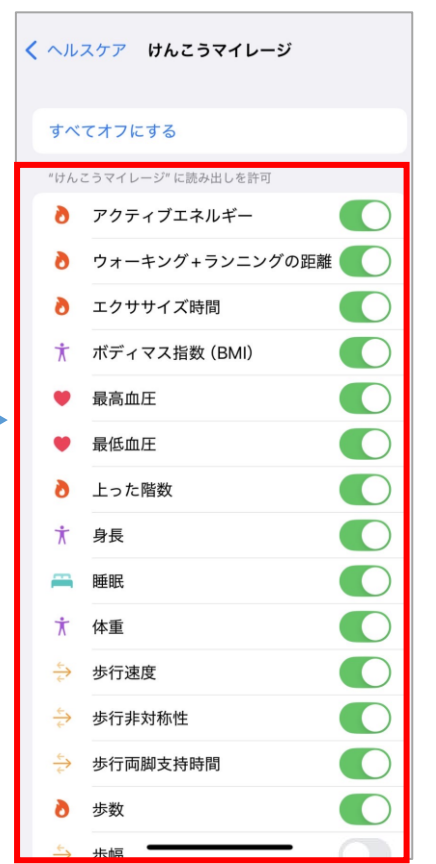 ヘルスケア けんこうマイレージ
すべてオフにする
“けんこうマイレージ” に読み出しを許可
アクティブエネルギー
ウォーキング+ランニングの距離
エクササイズ時間
ボディマス指数 (BMI)
最高血圧
最低血圧
上った階数
身長
睡眠
体重
歩行速度
歩行非対称性
歩行両脚支持時間
歩数
歩幅